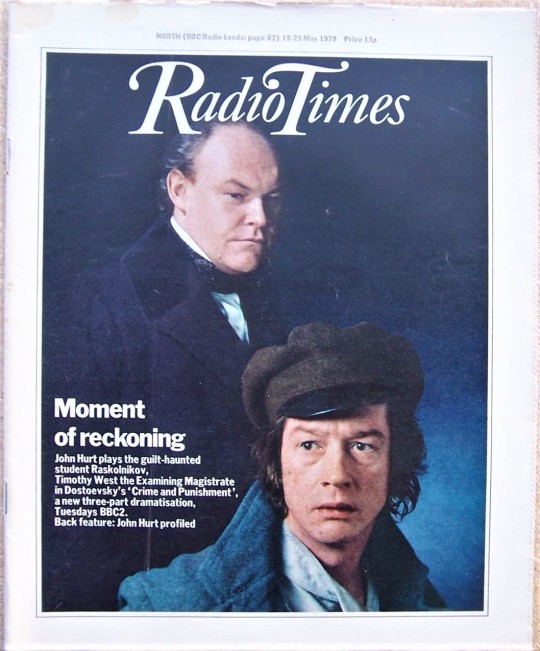 NORTH (BBC Radio Leeds: page 62) 19-25 May 1979 Price 13p
Radio Times
Moment
of reckoning
John Hurt plays the guilt-haunted
student Raskolnikov,
Timothy West the Examining Magistrate
in Dostoevsky's 'Crime and Punishment',
a new three-part dramatisation,
Tuesdays BBC2.
Back feature: John Hurt profiled